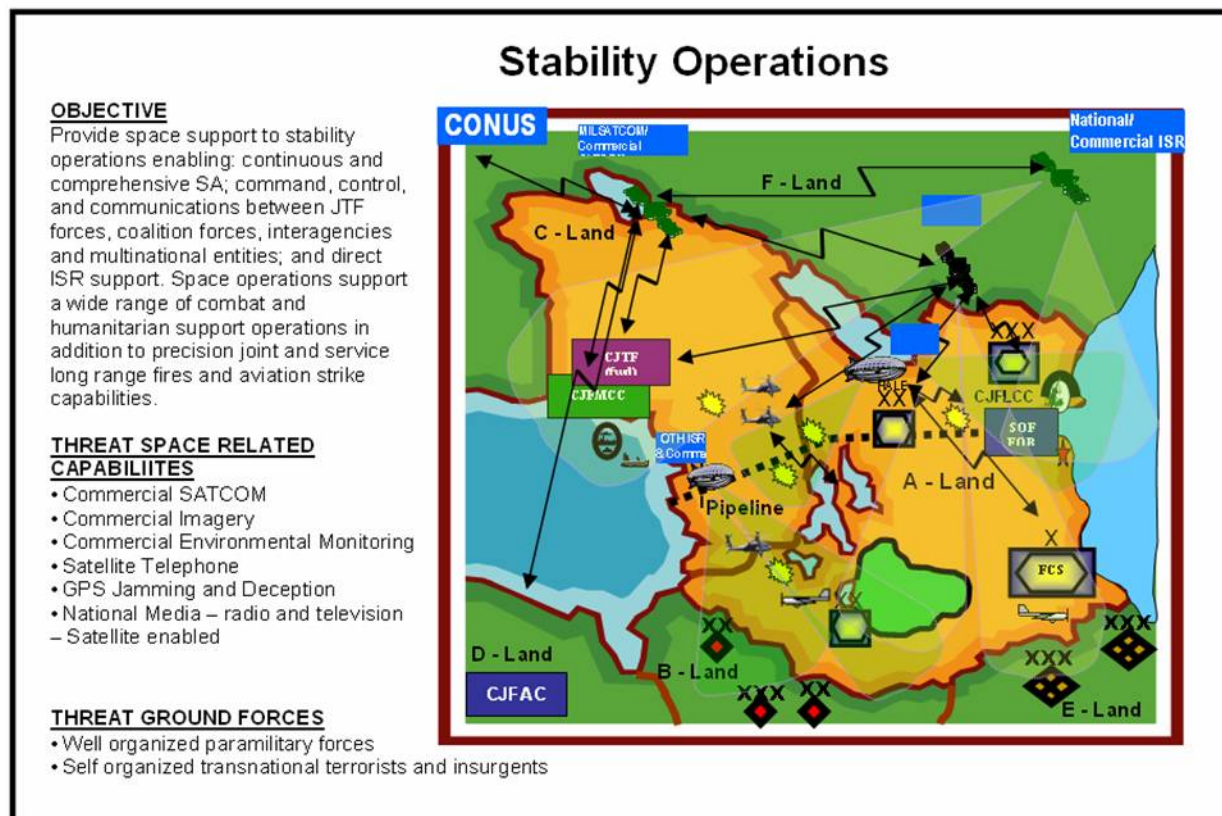 Stability Operations
OBJECTIVE
Provide space support to stability
operations enabling: continuous and
comprehensive SA; command, control,
and communications between JTF
forces, coalition forces, interagencies
and multinational entities; and direct
ISR support. Space operations support
a wide range of combat and
humanitarian support operations in
addition to precision joint and service
long range fires and aviation strike
capabilities.
THREAT SPACE RELATED
CAPABILIITES
• Commercial SATCOM
• Commercial Imagery
• Commercial Environmental Monitoring
• Satellite Telephone
• GPS Jamming and Deception
• National Media – radio and television
– Satellite enabled
THREAT GROUND FORCES
• Well organized paramilitary forces
• Self organized transnational terrorists and insurgents
CONUS
MILSATCOM/
Commercial
National/
Commercial ISR
F - Land
C - Land
XXX
CJTF
CJFMCC
HALE
XX
CJFLCC
SOF
OTH ISR
& Comms
A - Land
Pipeline
X
FCS
XX
XX
XXX
XXX
D - Land
B - Land
CJFAC
XXX
XX
E - Land